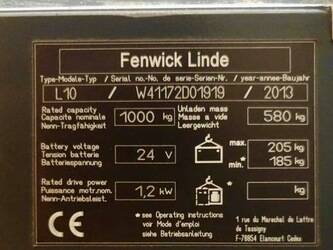 Fenwick Linde
Type-Modele-Typ / Serial no.-No. de serie-Serien-Nr. / year-annee-Baujahr
L10 / W41172D01919 / 2013
Rated capacity
Capacite nominale
Nenn-Tragfähigkeit
1000 kg
Unladen mass
Masse a vide
Leergewicht
580 kg
Battery voltage
Tension batterie
Batteriespannung
24 V
max. 205 kg
min.* 185 kg
Rated drive power
Puissance mot.nom.
Nenn-Antriebsleist.
1,2 kW
* kg
* see Operating instructions
voir Mode d'emploi
siehe Betriebsanleitung
CE
1 rue du Marechal de Lattre
de Tassigny
F-78854 Elancourt Cedex